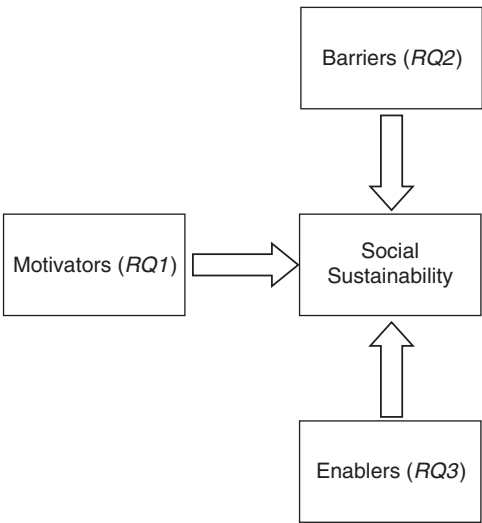 Barriers (RQ2)
Motivators (RQ1)
Social
Sustainability
Enablers (RQ3)